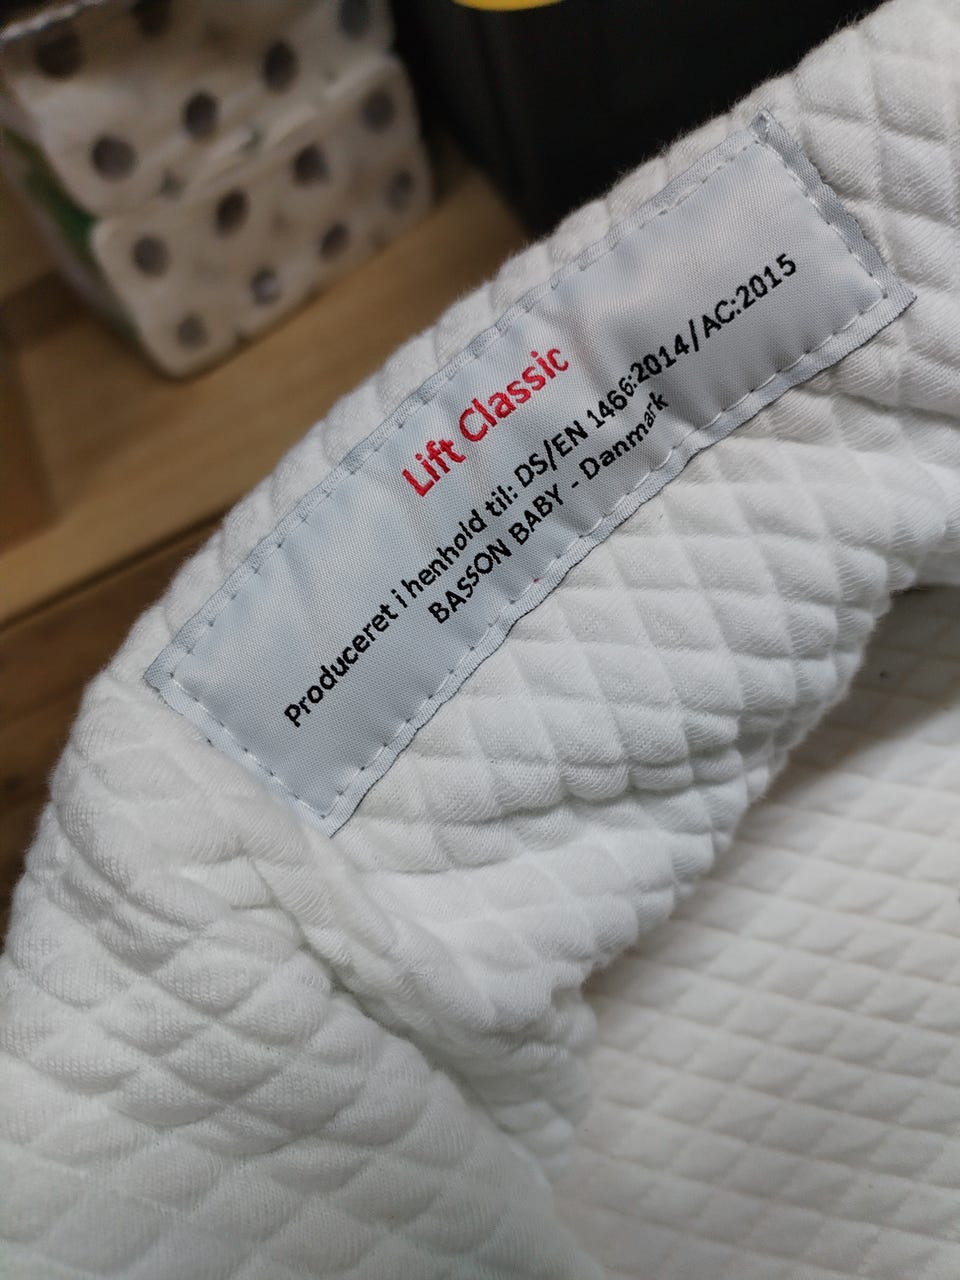 Lift Classic
Produceret i henhold til: DS/EN 1466:2014/AC:2015
BASSON BABY - Danmark